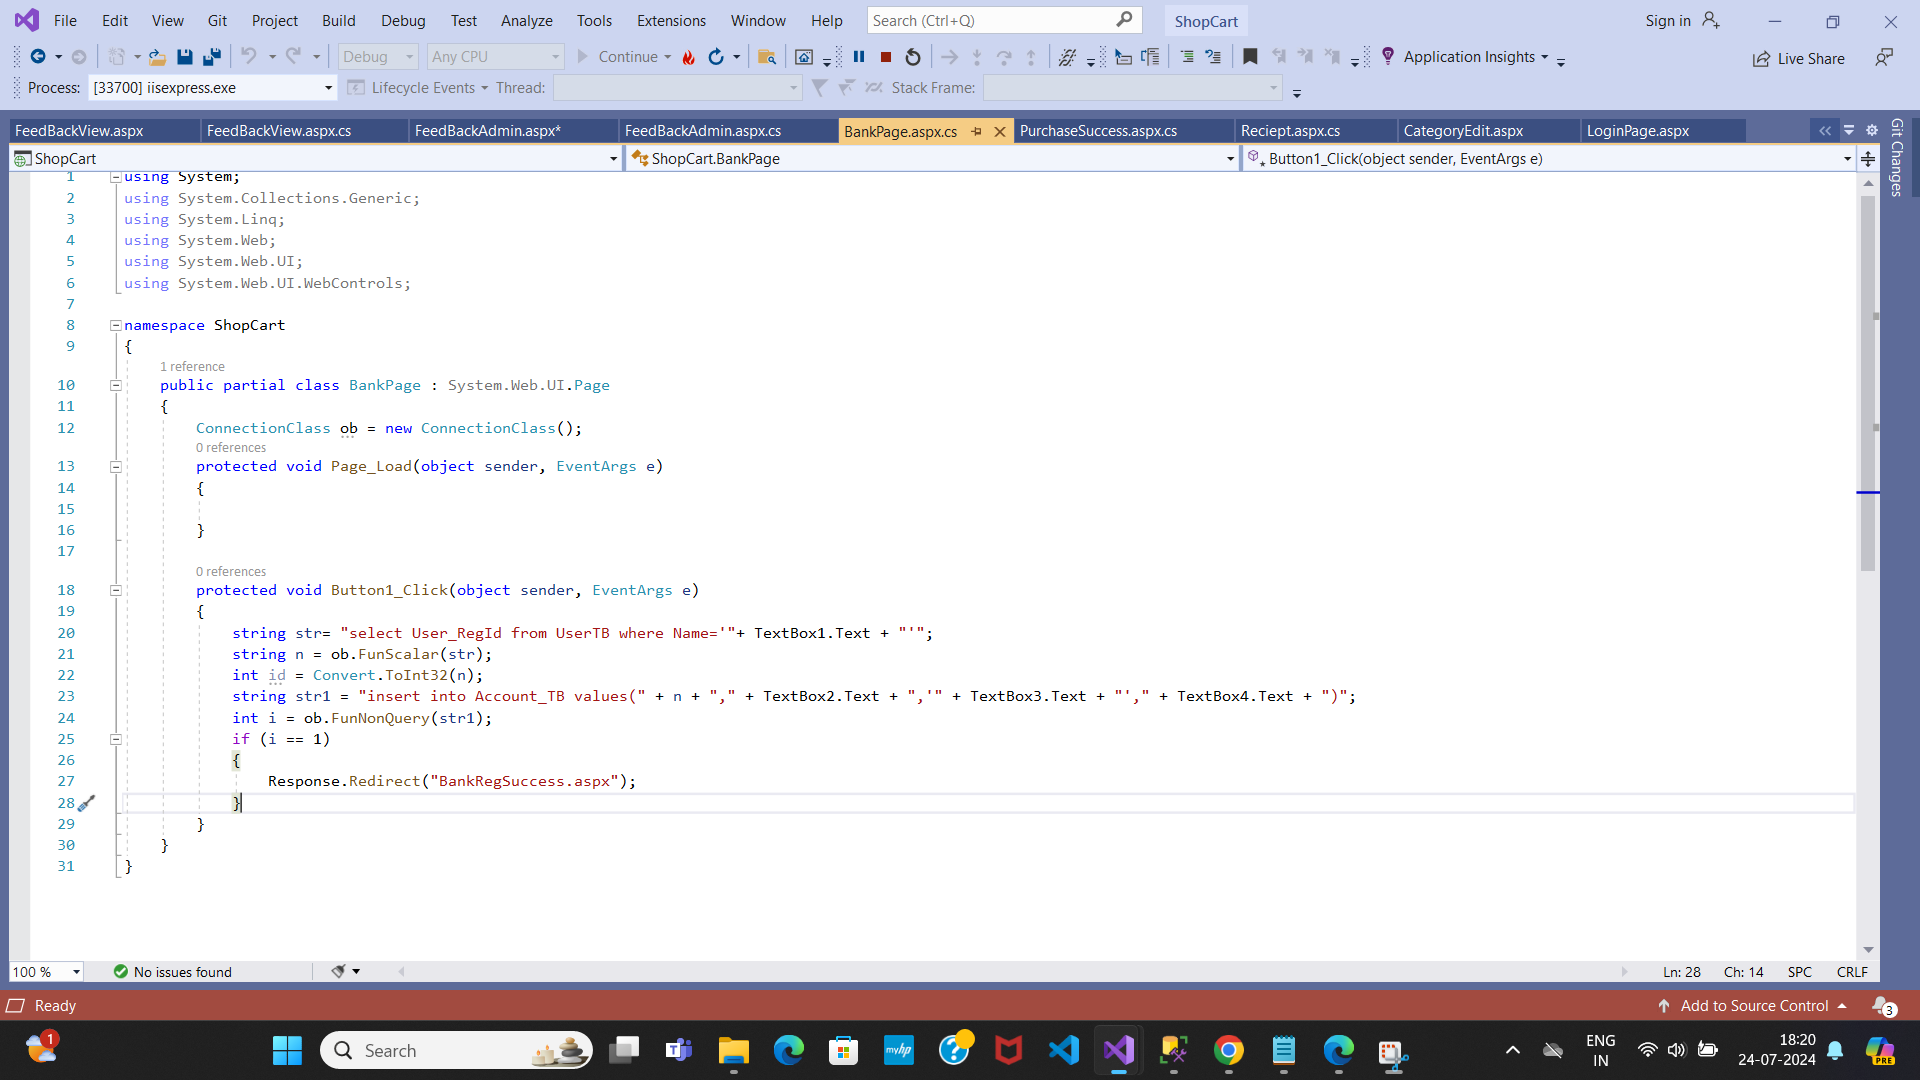 File Edit View Git Project Build Debug Test Analyze Tools Extensions Window Help Search (Ctrl+Q) ShopCart Sign in
Debug Any CPU Continue Application Insights Live Share
Process: [33700] iisexpress.exe Lifecycle Events Thread: Stack Frame:
FeedBackView.aspx FeedBackView.aspx.cs FeedBackAdmin.aspx* FeedBackAdmin.aspx.cs BankPage.aspx.cs PurchaseSuccess.aspx.cs Reciept.aspx.cs CategoryEdit.aspx LoginPage.aspx
Git Changes
ShopCart ShopCart.BankPage Button1_Click(object sender, EventArgs e)
1 using System;
2 using System.Collections.Generic;
3 using System.Linq;
4 using System.Web;
5 using System.Web.UI;
6 using System.Web.UI.WebControls;
7
8 namespace ShopCart
9 {
1 reference
10 public partial class BankPage : System.Web.UI.Page
11 {
12 ConnectionClass ob = new ConnectionClass();
0 references
13 protected void Page_Load(object sender, EventArgs e)
14 {
15
16 }
17
0 references
18 protected void Button1_Click(object sender, EventArgs e)
19 {
20 string str= "select User_RegId from UserTB where Name='"+ TextBox1.Text + "'";
21 string n = ob.FunScalar(str);
22 int id = Convert.ToInt32(n);
23 string str1 = "insert into Account_TB values(" + n + "," + TextBox2.Text + ",'" + TextBox3.Text + "'," + TextBox4.Text + ")";
24 int i = ob.FunNonQuery(str1);
25 if (i == 1)
26 {
27 Response.Redirect("BankRegSuccess.aspx");
28 }
29 }
30 }
31 }
100 % No issues found Ln: 28 Ch: 14 SPC CRLF
Ready Add to Source Control 3
1 Search myhp ENG IN 18:20 24-07-2024 PRE